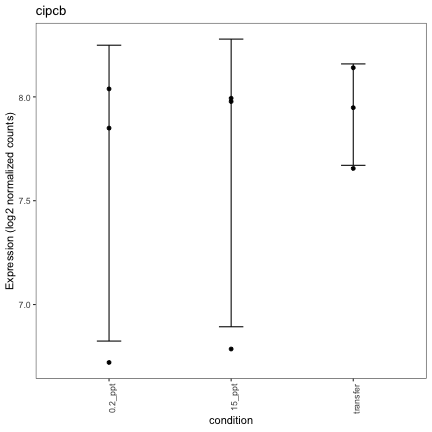 cipcb
Expression (log2 normalized counts)
8.0
7.5
7.0
0.2_ppt
15_ppt
transfer
condition